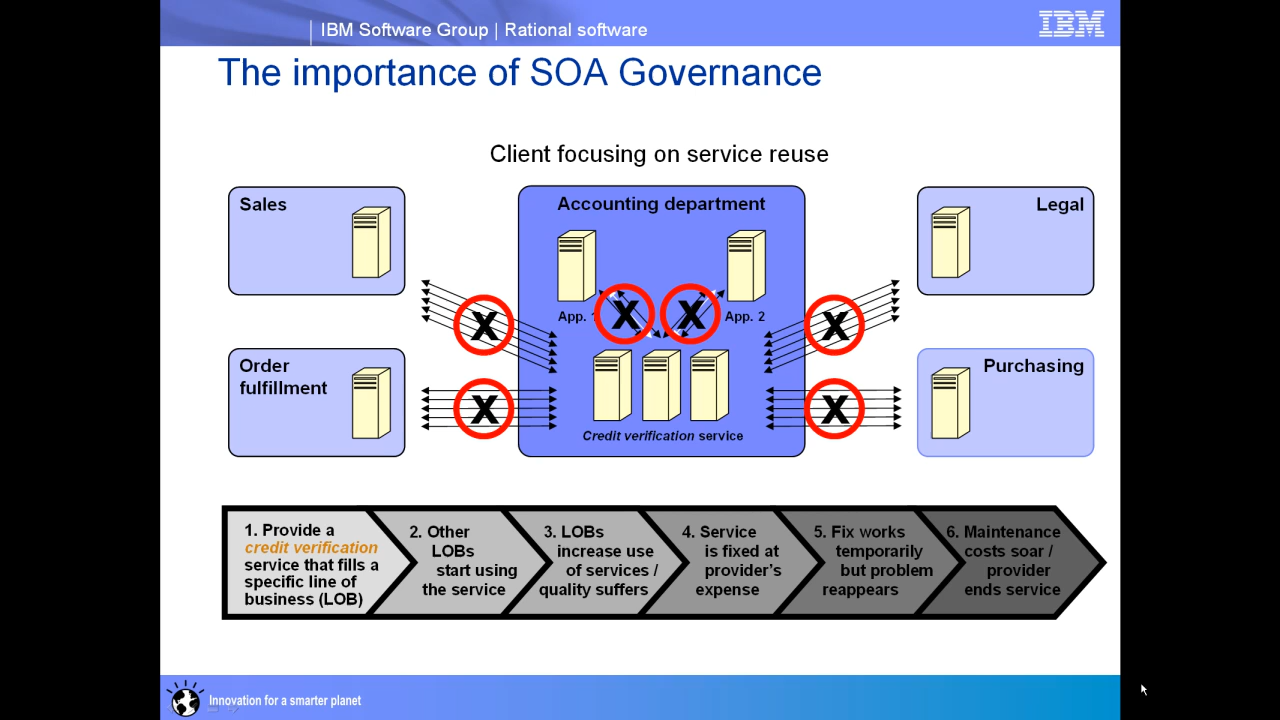 IBM Software Group | Rational software
IBM
The importance of SOA Governance
Client focusing on service reuse
Sales
Accounting department
Legal
App. 1
App. 2
X
X
X
X
Order
fulfillment
Purchasing
X
X
Credit verification service
1. Provide a
credit verification
service that fills a
specific line of
business (LOB)
2. Other
LOBs
start using
the service
3. LOBs
increase use
of services /
quality suffers
4. Service
is fixed at
provider's
expense
5. Fix works
temporarily
but problem
reappears
6. Maintenance
costs soar /
provider
ends service
Innovation for a smarter planet